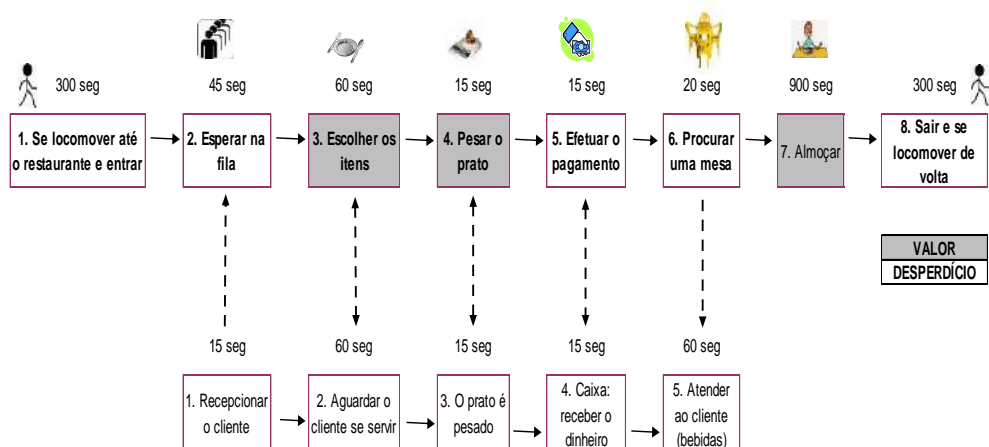 300 seg
45 seg
60 seg
15 seg
15 seg
20 seg
900 seg
300 seg
1. Se locomover até
o restaurante e entrar
2. Esperar na
fila
3. Escolher os
itens
4. Pesar o
prato
5. Efetuar o
pagamento
6. Procurar
uma mesa
7. Almoçar
8. Sair e se
locomover de
volta
VALOR
DESPERDÍCIO
15 seg
60 seg
15 seg
15 seg
60 seg
1. Recepcionar
o cliente
2. Aguardar o
cliente se servir
3. O prato é
pesado
4. Caixa:
receber o
dinheiro
5. Atender
ao cliente
(bebidas)